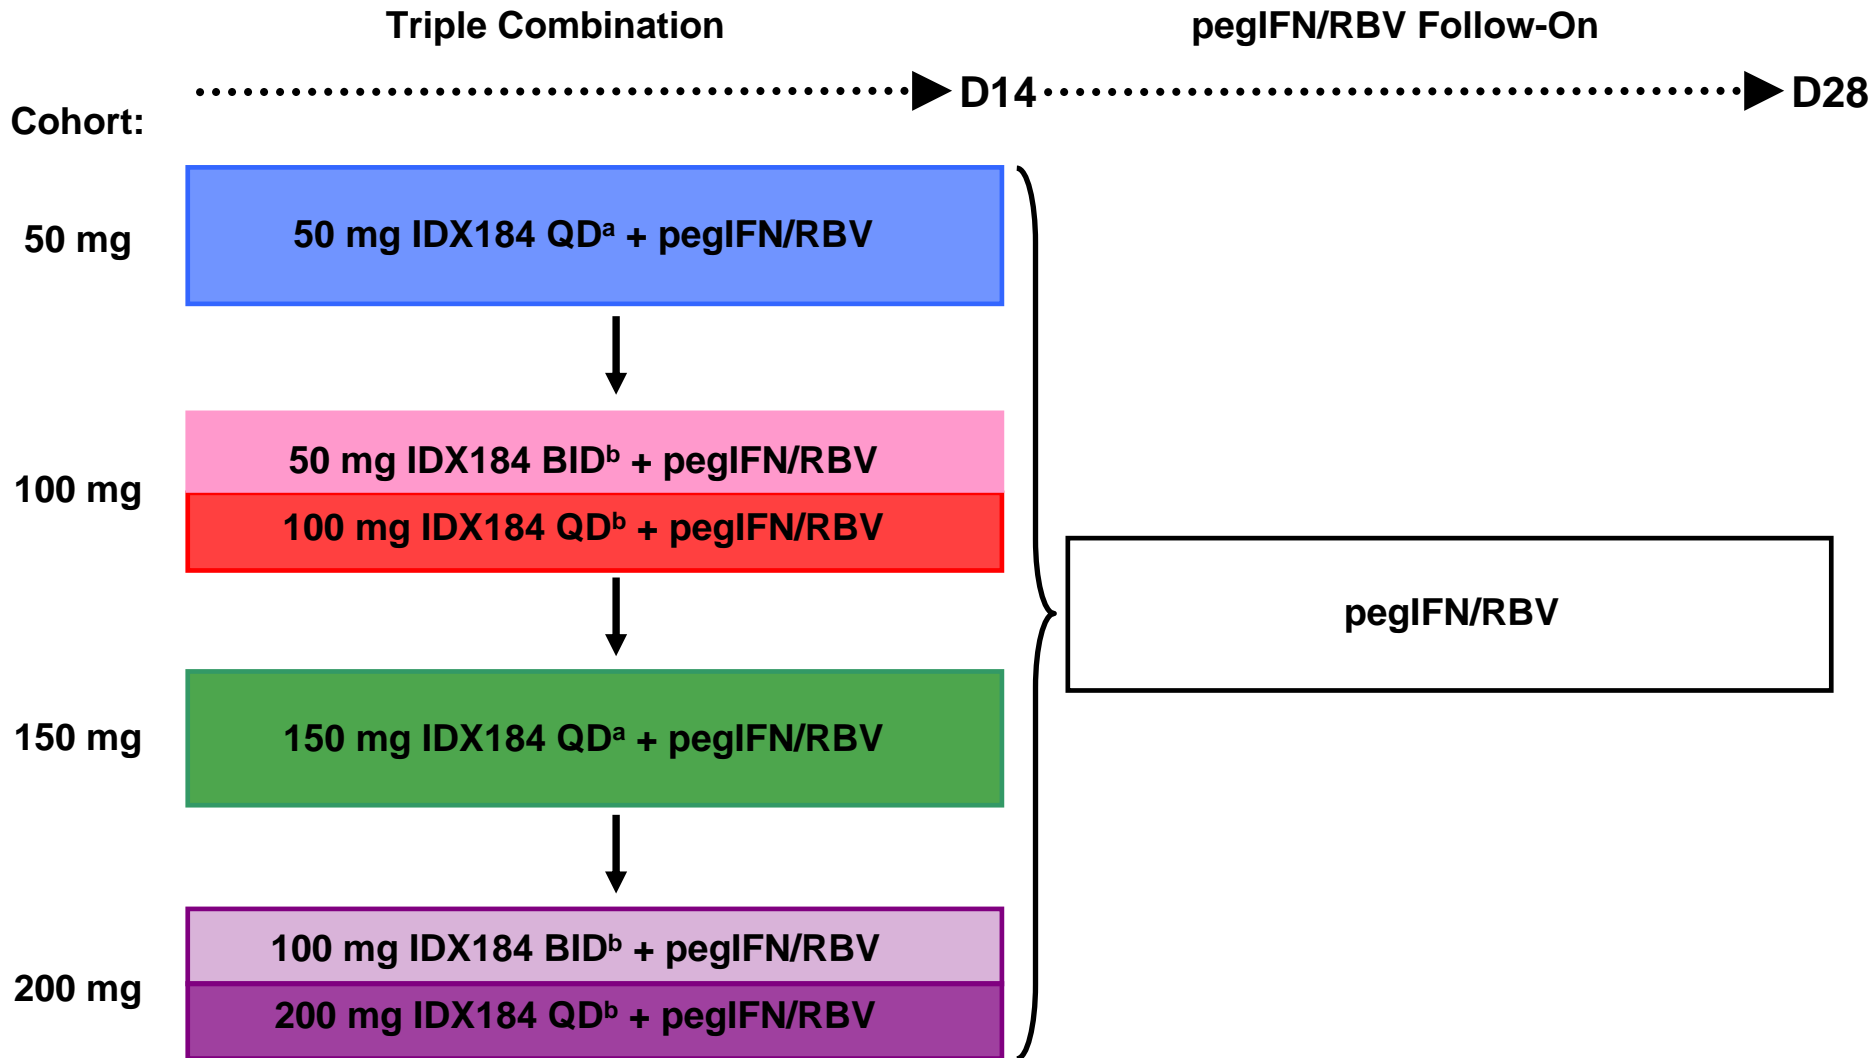 Triple Combination
pegIFN/RBV Follow-On
D14
D28
Cohort:
50 mg
50 mg IDX184 QDᵃ + pegIFN/RBV
100 mg
50 mg IDX184 BIDᵇ + pegIFN/RBV
100 mg IDX184 QDᵇ + pegIFN/RBV
pegIFN/RBV
150 mg
150 mg IDX184 QDᵃ + pegIFN/RBV
200 mg
100 mg IDX184 BIDᵇ + pegIFN/RBV
200 mg IDX184 QDᵇ + pegIFN/RBV